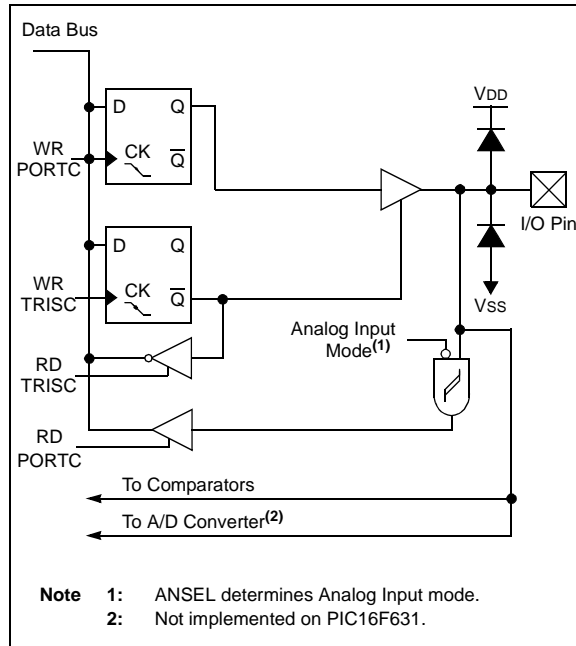 Data Bus
D Q
VDD
WR
PORTC
CK Q
I/O Pin
D Q
WR
TRISC
CK Q
VSS
Analog Input
Mode(1)
RD
TRISC
RD
PORTC
To Comparators
To A/D Converter(2)
Note 1: ANSEL determines Analog Input mode.
2: Not implemented on PIC16F631.